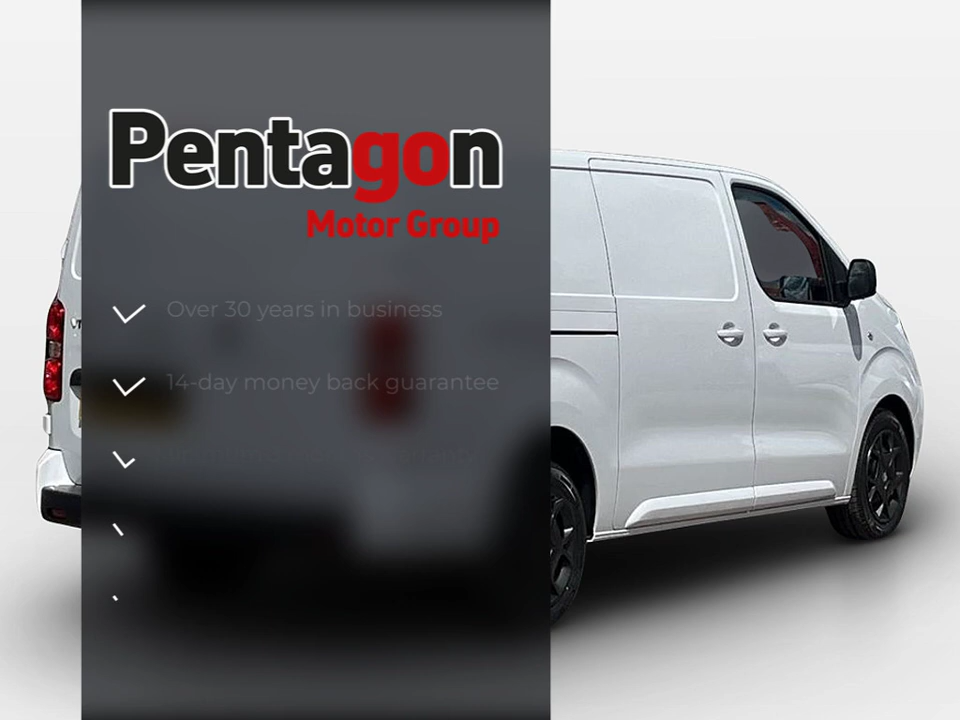 Pentagon
Motor Group
Over 30 years in business
14-day money back guarantee